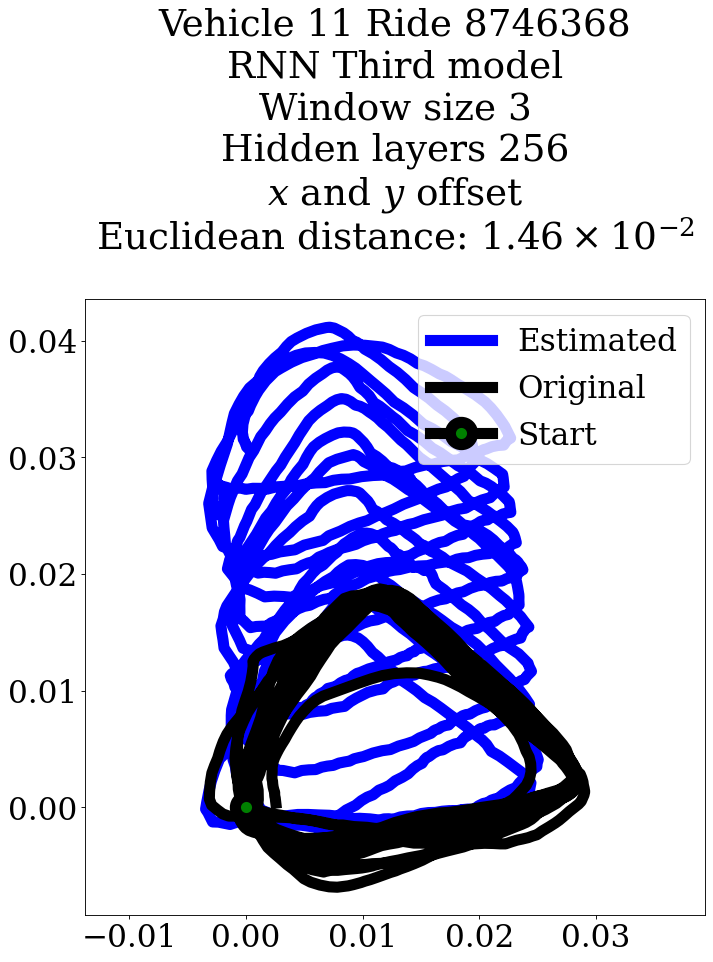 Vehicle 11 Ride 8746368
RNN Third model
Window size 3
Hidden layers 256
x and y offset
Euclidean distance: 1.46 × 10⁻²
Estimated
Original
Start
0.04
0.03
0.02
0.01
0.00
−0.01 0.00 0.01 0.02 0.03